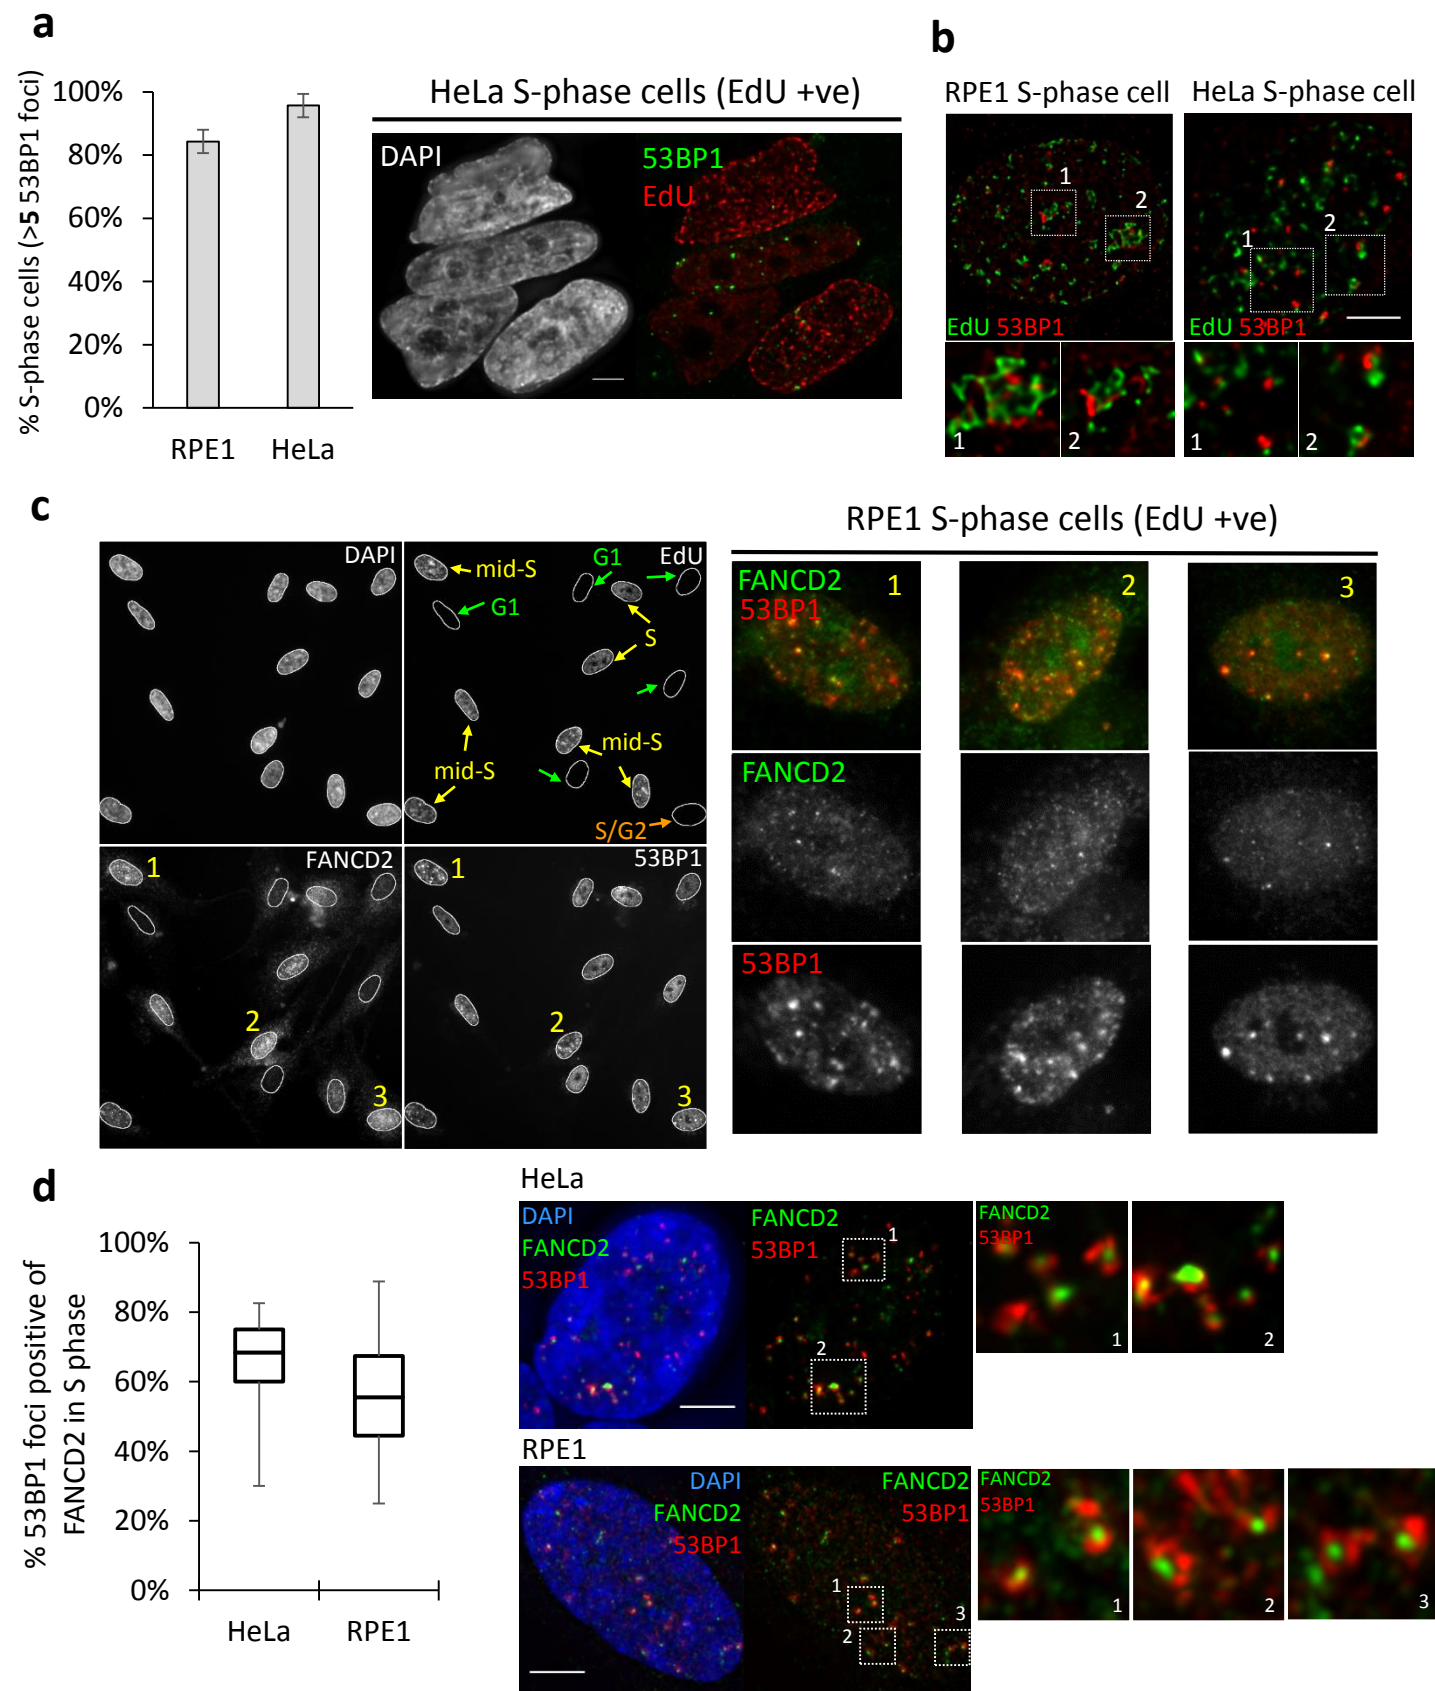 a
% S-phase cells (>5 53BP1 foci)
100%
80%
60%
40%
20%
0%
RPE1 HeLa
HeLa S-phase cells (EdU +ve)
DAPI
53BP1
EdU
b
RPE1 S-phase cell
HeLa S-phase cell
1
2
EdU 53BP1
1
2
1
2
EdU 53BP1
1
2
c
DAPI
EdU
mid-S
G1
G1
S
mid-S
mid-S
S/G2
FANCD2
1
2
3
53BP1
1
2
3
RPE1 S-phase cells (EdU +ve)
FANCD2
53BP1
1
2
3
FANCD2
53BP1
d
% 53BP1 foci positive of
FANCD2 in S phase
100%
80%
60%
40%
20%
0%
HeLa RPE1
HeLa
DAPI
FANCD2
53BP1
FANCD2
53BP1
1
2
FANCD2
53BP1
1
2
RPE1
DAPI
FANCD2
53BP1
FANCD2
53BP1
1
2
3
FANCD2
53BP1
1
2
3